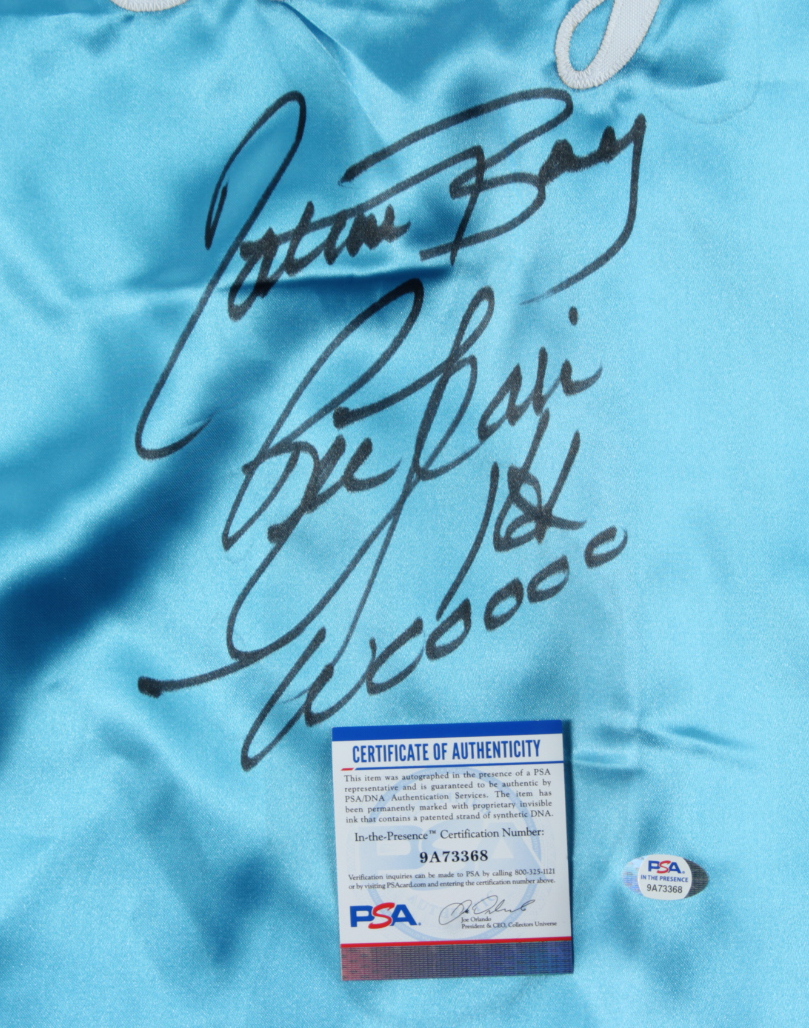 Nature Boy
Ric Flair
16X
WOOOOO
CERTIFICATE OF AUTHENTICITY
This item was autographed in the presence of a PSA
representative and is guaranteed to be authentic by
PSA/DNA Authentication Services. The item has
been permanently marked with proprietary invisible
ink that contains a patented strand of synthetic DNA.
In-the-Presence™ Certification Number:
9A73368
Verification inquiries can be made to PSA by calling 800-325-1121
or by visiting PSAcard.com and entering the certification number above.
PSA.
Joe Orlando
President & CEO, Collectors Universe
PSA
IN THE PRESENCE
9A73368